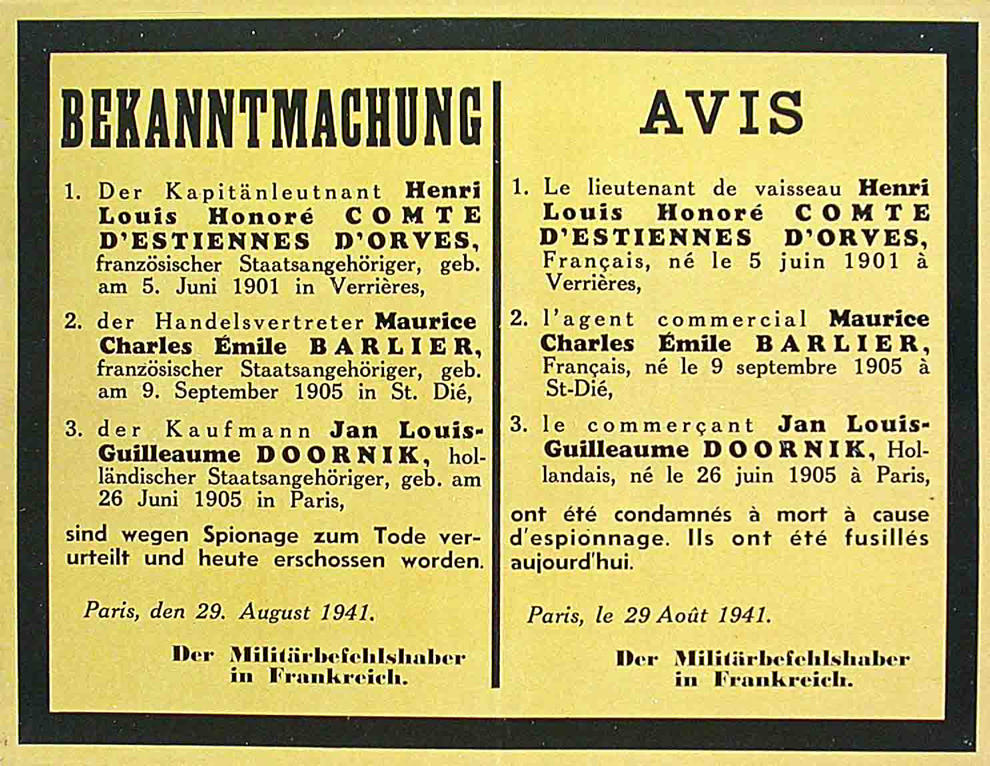 BEKANNTMACHUNG
1. Der Kapitänleutnant Henri
Louis Honoré COMTE
D'ESTIENNES D'ORVES,
französischer Staatsangehöriger, geb.
am 5. Juni 1901 in Verrières,
2. der Handelsvertreter Maurice
Charles Émile BARLIER,
französischer Staatsangehöriger, geb.
am 9. September 1905 in St. Dié,
3. der Kaufmann Jan Louis-
Guilleaume DOORNIK, hol-
ländischer Staatsangehöriger, geb. am
26 Juni 1905 in Paris,
sind wegen Spionage zum Tode ver-
urteilt und heute erschossen worden.
Paris, den 29. August 1941.
Der Militärbefehlshaber
in Frankreich.
AVIS
1. Le lieutenant de vaisseau Henri
Louis Honoré COMTE
D'ESTIENNES D'ORVES,
Français, né le 5 juin 1901 à
Verrières,
2. l'agent commercial Maurice
Charles Émile BARLIER,
Français, né le 9 septembre 1905 à
St-Dié,
3. le commerçant Jan Louis-
Guilleaume DOORNIK, Hol-
landais, né le 26 juin 1905 à Paris,
ont été condamnés à mort à cause
d'espionnage. Ils ont été fusillés
aujourd'hui.
Paris, le 29 Août 1941.
Der Militärbefehlshaber
in Frankreich.